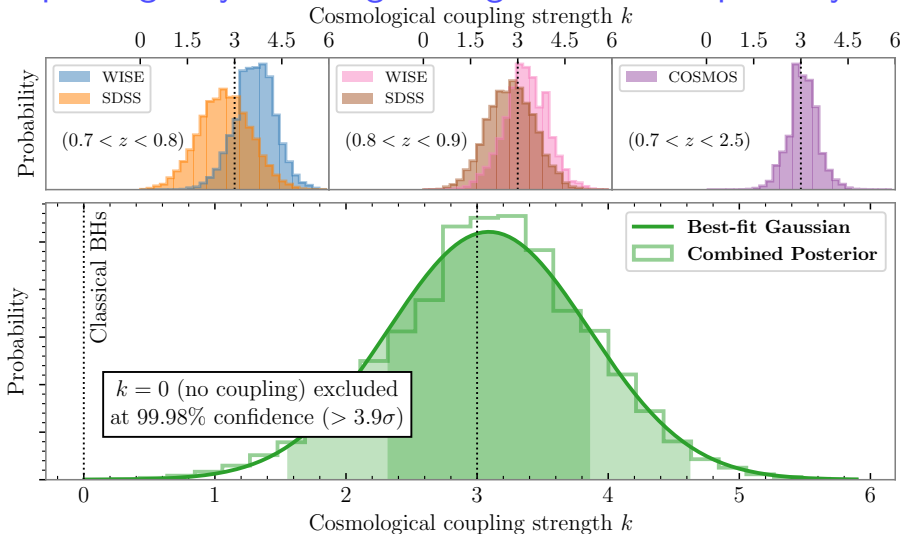 Cosmological coupling strength k
0 1.5 3 4.5 6 0 1.5 3 4.5 6 0 1.5 3 4.5 6
Probability
WISE
SDSS
(0.7 < z < 0.8)
WISE
SDSS
(0.8 < z < 0.9)
COSMOS
(0.7 < z < 2.5)
Probability
Classical BHs
Best-fit Gaussian
Combined Posterior
k = 0 (no coupling) excluded
at 99.98% confidence (> 3.9σ)
0 1 2 3 4 5 6
Cosmological coupling strength k